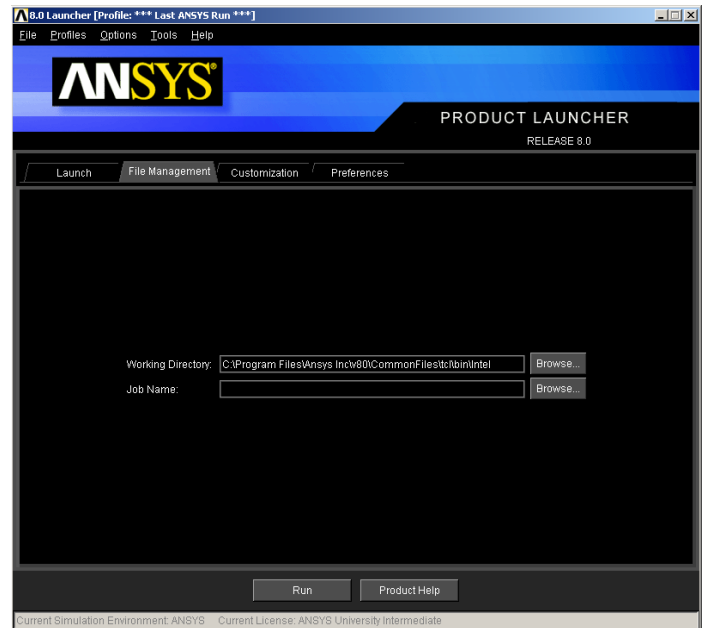 8.0 Launcher [Profile: *** Last ANSYS Run ***]
File Profiles Options Tools Help
ANSYS®
PRODUCT LAUNCHER
RELEASE 8.0
Launch File Management Customization Preferences
Working Directory: C:\Program Files\Ansys Inc\v80\CommonFiles\tcl\bin\Intel Browse...
Job Name: Browse...
Run Product Help
Current Simulation Environment: ANSYS Current License: ANSYS University Intermediate